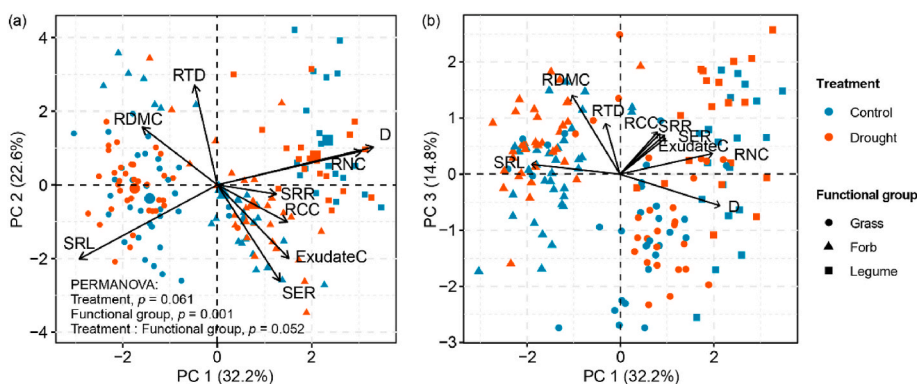 (a)
4
2
0
−2
−4
PC 2 (22.6%)
RTD
RDMC
D
RNC
SRR
RCC
SRL
ExudateC
SER
PERMANOVA:
Treatment, p = 0.061
Functional group, p = 0.001
Treatment : Functional group, p = 0.052
−2
0
2
PC 1 (32.2%)
(b)
2
1
0
−1
−2
−3
PC 3 (14.8%)
RDMC
RTD
RCC
SRR
SER
ExudateC
RNC
SRL
D
−2
0
2
PC 1 (32.2%)
Treatment
Control
Drought
Functional group
Grass
Forb
Legume